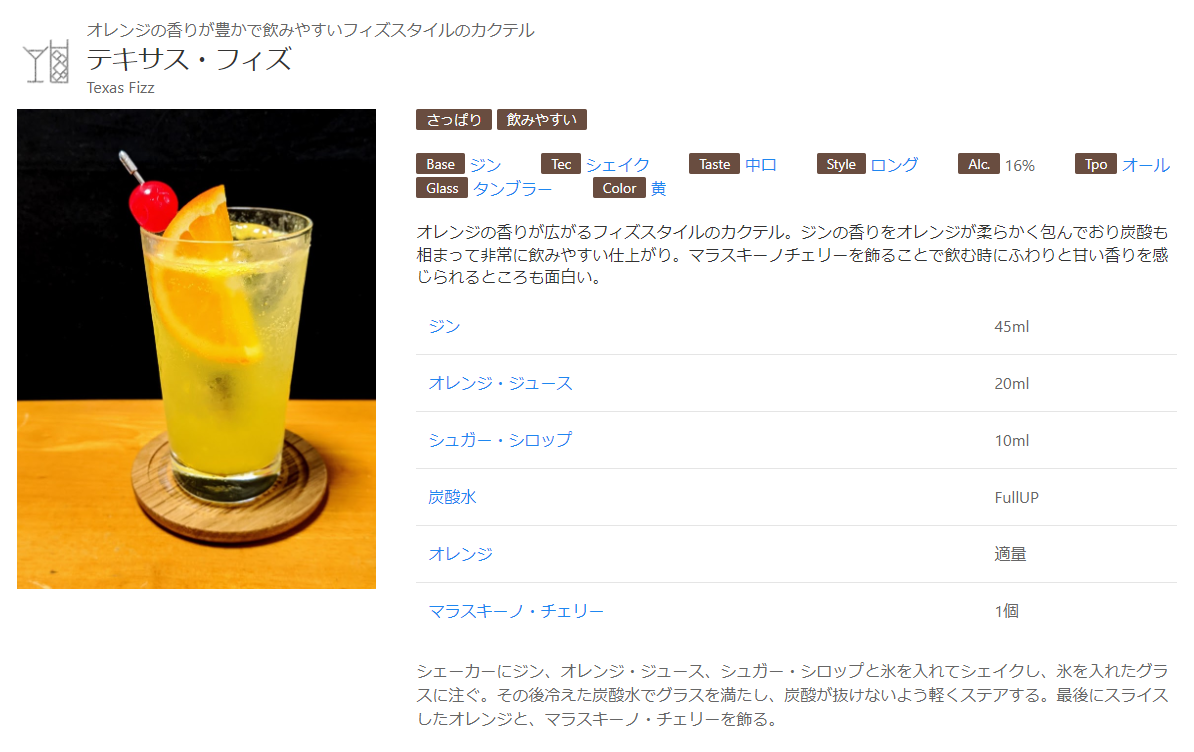 オレンジの香りが豊かで飲みやすいフィズスタイルのカクテル
テキサス・フィズ
Texas Fizz
さっぱり 飲みやすい
Base ジン Tec シェイク Taste 中口 Style ロング Alc. 16% Tpo オール
Glass タンブラー Color 黄
オレンジの香りが広がるフィズスタイルのカクテル。ジンの香りをオレンジが柔らかく包んでおり炭酸も
相まって非常に飲みやすい仕上がり。マラスキーノチェリーを飾ることで飲む時にふわりと甘い香りを感
じられるところも面白い。
ジン 45ml
オレンジ・ジュース 20ml
シュガー・シロップ 10ml
炭酸水 FullUP
オレンジ 適量
マラスキーノ・チェリー 1個
シェーカーにジン、オレンジ・ジュース、シュガー・シロップと氷を入れてシェイクし、氷を入れたグラ
スに注ぐ。その後冷えた炭酸水でグラスを満たし、炭酸が抜けないよう軽くステアする。最後にスライス
したオレンジと、マラスキーノ・チェリーを飾る。